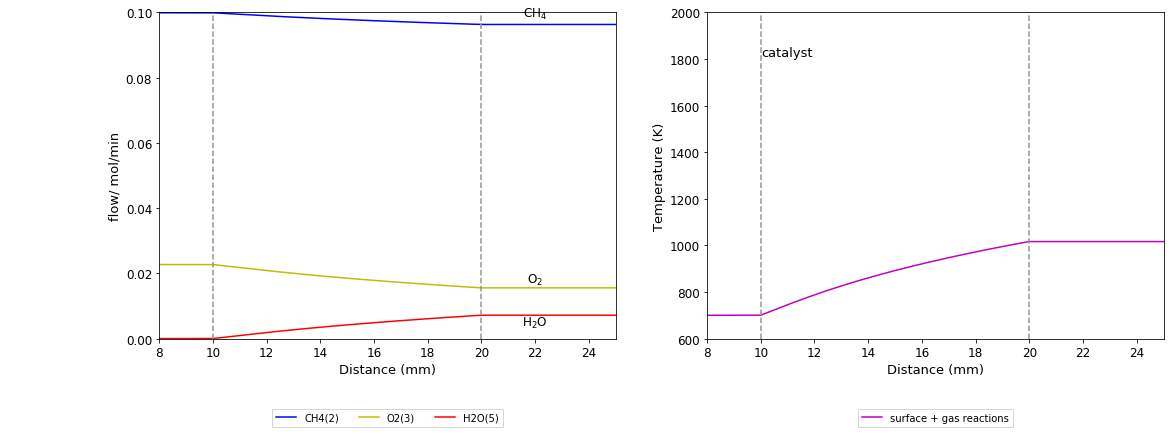 0.10
0.08
0.06
0.04
0.02
0.00
flow/ mol/min
CH₄
O₂
H₂O
8 10 12 14 16 18 20 22 24
Distance (mm)
CH4(2) O2(3) H2O(5)
2000
1800
1600
1400
1200
1000
800
600
Temperature (K)
catalyst
8 10 12 14 16 18 20 22 24
Distance (mm)
surface + gas reactions